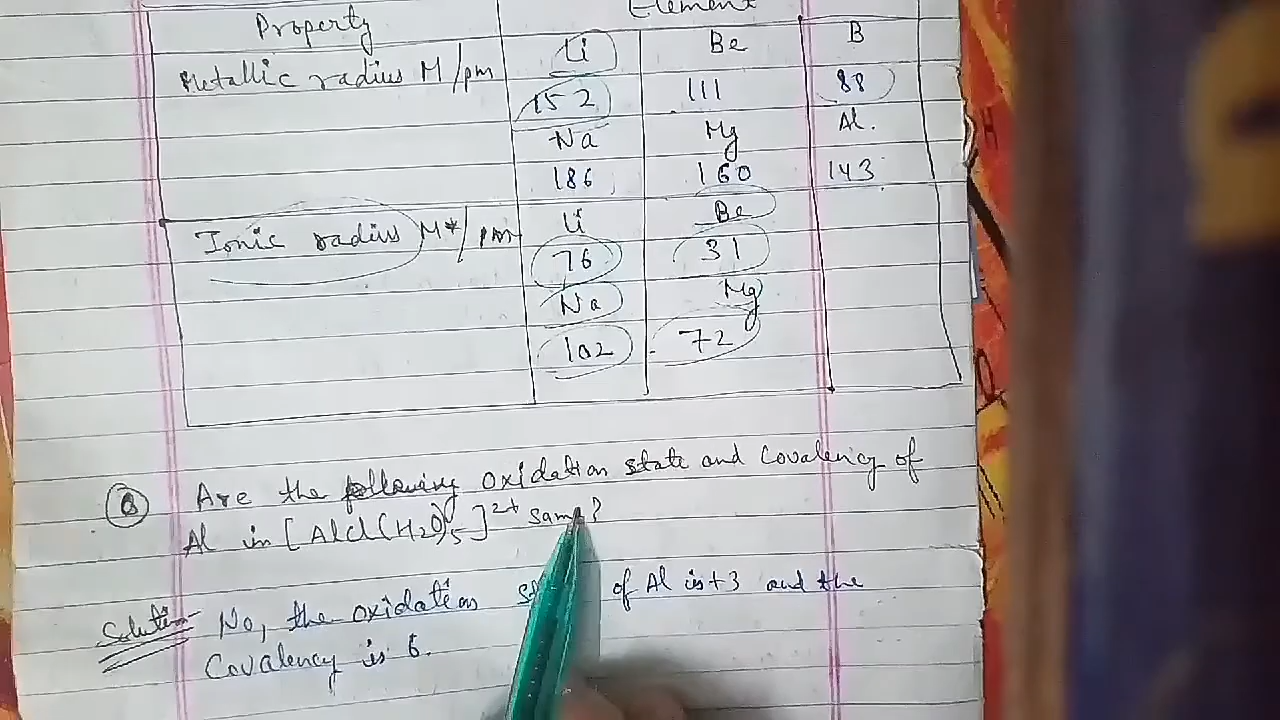 Property Element
Li Be B
Metallic radius M/pm 152 111 88
Na Mg Al.
186 160 143
Li Be
Ionic radius M*/pm 76 31
Na Mg
102 72
Q Are the following oxidation state and covalency of
Al in [AlCl(H2O)5]2+ same?
Solution No, the oxidation of Al is +3 and the
Covalency is 6.